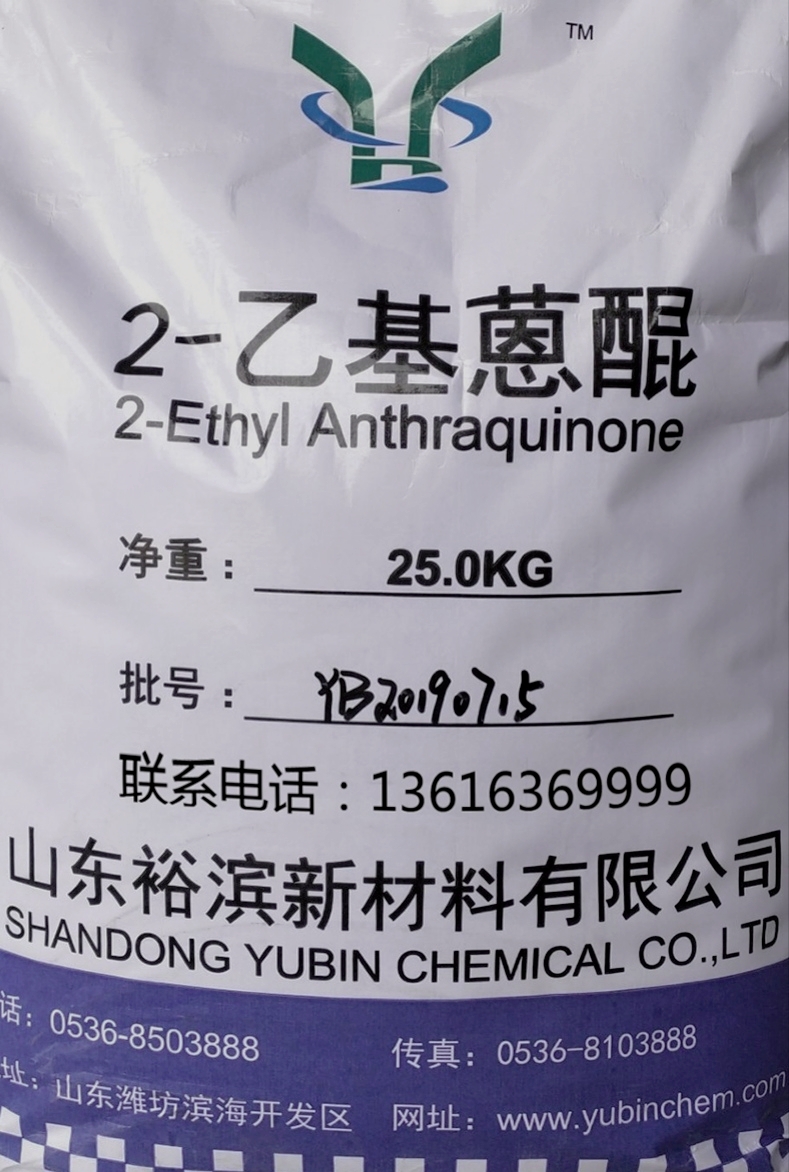 TM
2-乙基蒽醌
2-Ethyl Anthraquinone
净重： 25.0KG
批号： YB20190715
联系电话：13616369999
山东裕滨新材料有限公司
SHANDONG YUBIN CHEMICAL CO.,LTD
话：0536-8503888 传真：0536-8103888
址：山东潍坊滨海开发区 网址：www.yubinchem.com